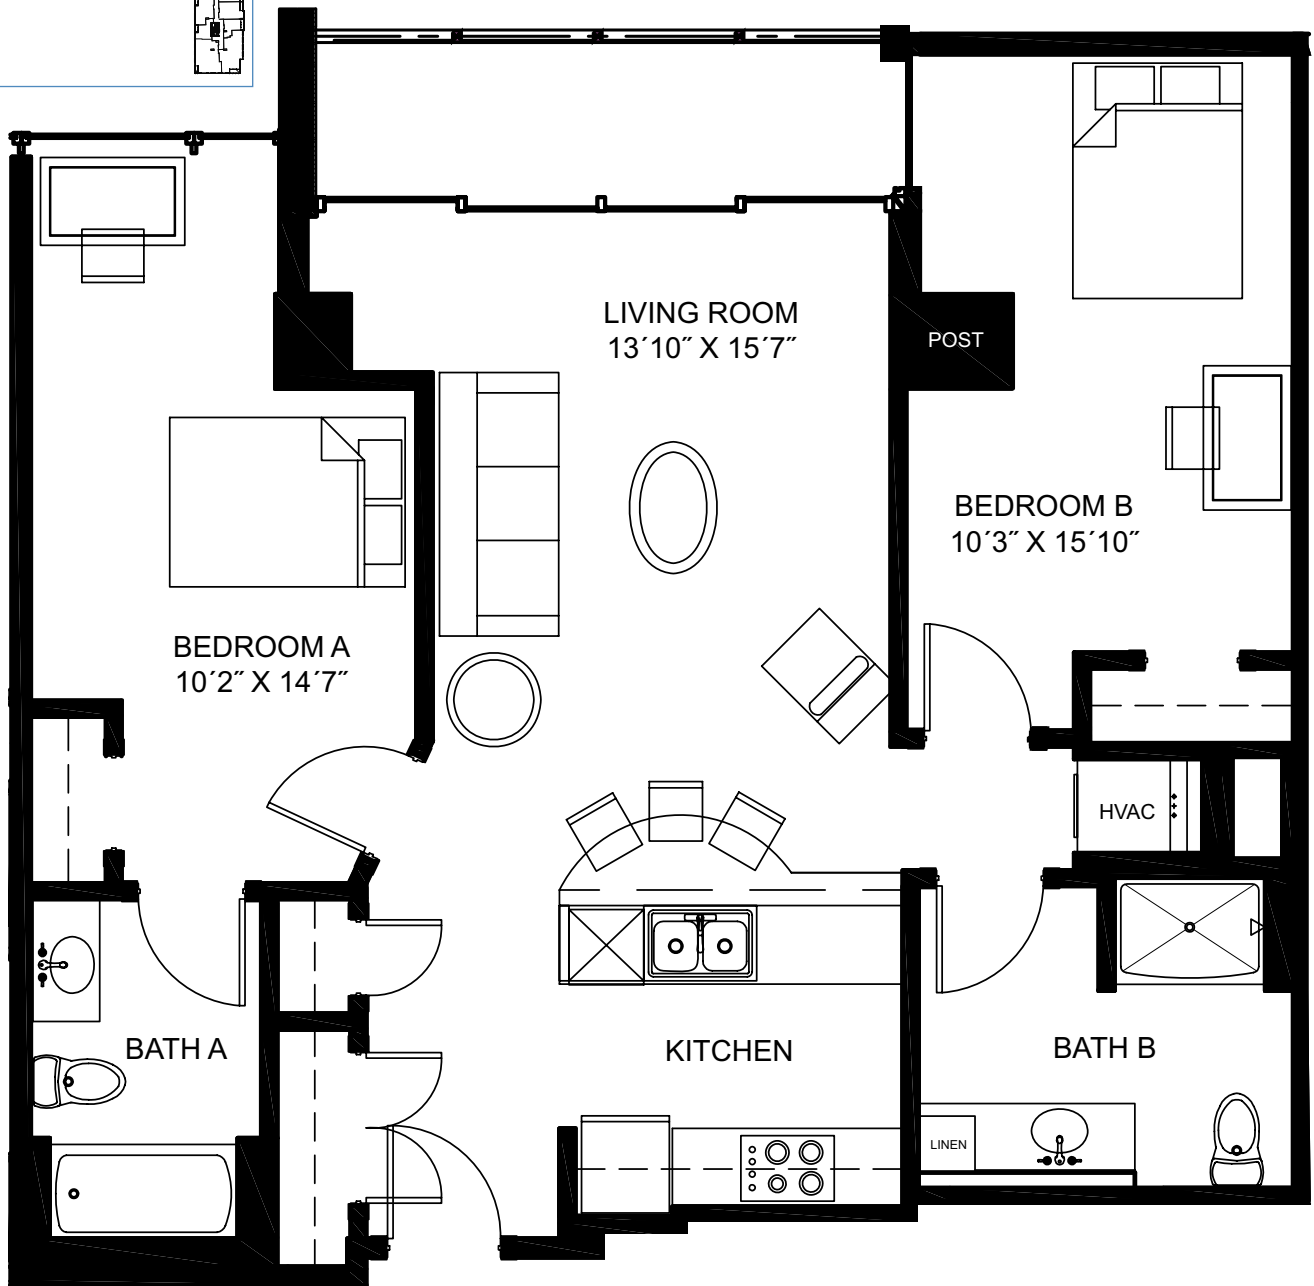 LIVING ROOM
13´10˝ X 15´7˝
POST
BEDROOM B
10´3˝ X 15´10˝
BEDROOM A
10´2˝ X 14´7˝
HVAC
BATH A
KITCHEN
BATH B
LINEN